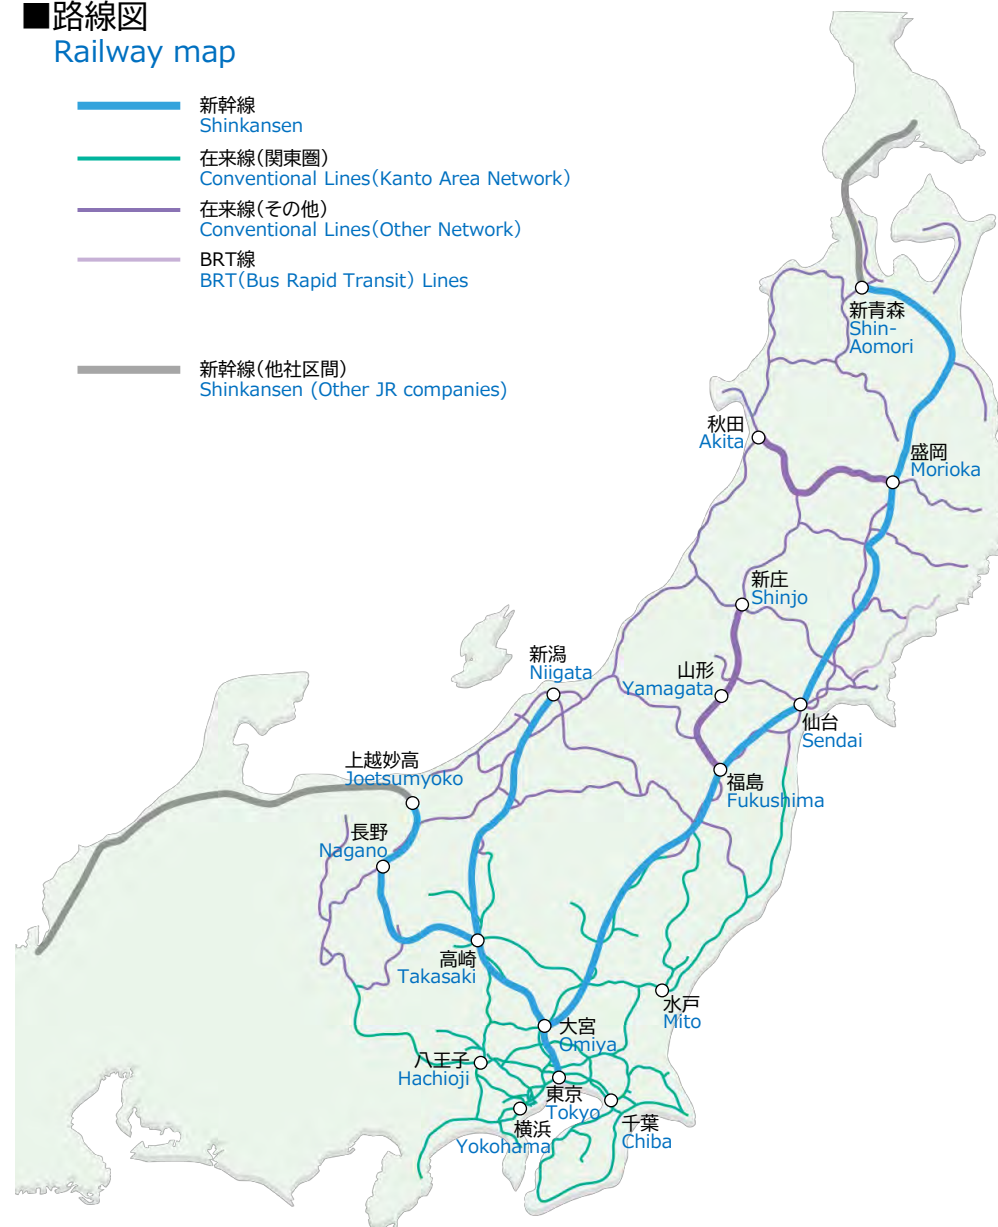 ■路線図
Railway map
新幹線
Shinkansen
在来線(関東圏)
Conventional Lines(Kanto Area Network)
在来線(その他)
Conventional Lines(Other Network)
BRT線
BRT(Bus Rapid Transit) Lines
新幹線(他社区間)
Shinkansen (Other JR companies)
新青森
Shin-
Aomori
秋田
Akita
盛岡
Morioka
新庄
Shinjo
新潟
Niigata
山形
Yamagata
仙台
Sendai
上越妙高
Joetsumyoko
福島
Fukushima
長野
Nagano
高崎
Takasaki
水戸
Mito
大宮
Omiya
八王子
Hachioji
東京
Tokyo
千葉
Chiba
横浜
Yokohama